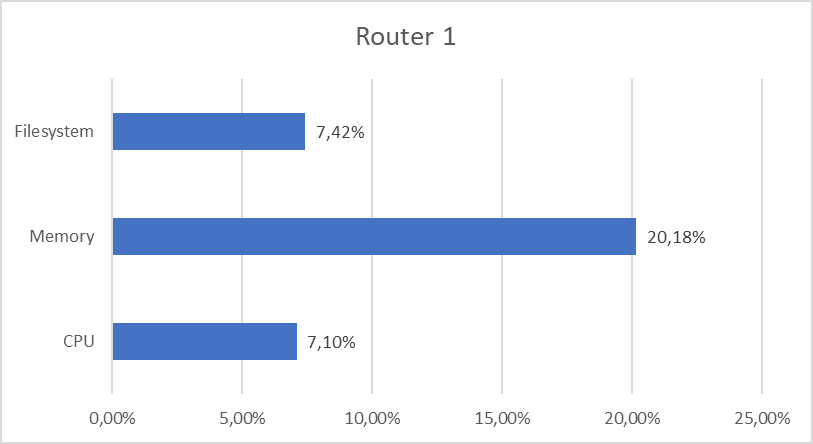 Router 1
Filesystem
7,42%
Memory
20,18%
CPU
7,10%
0,00%
5,00%
10,00%
15,00%
20,00%
25,00%